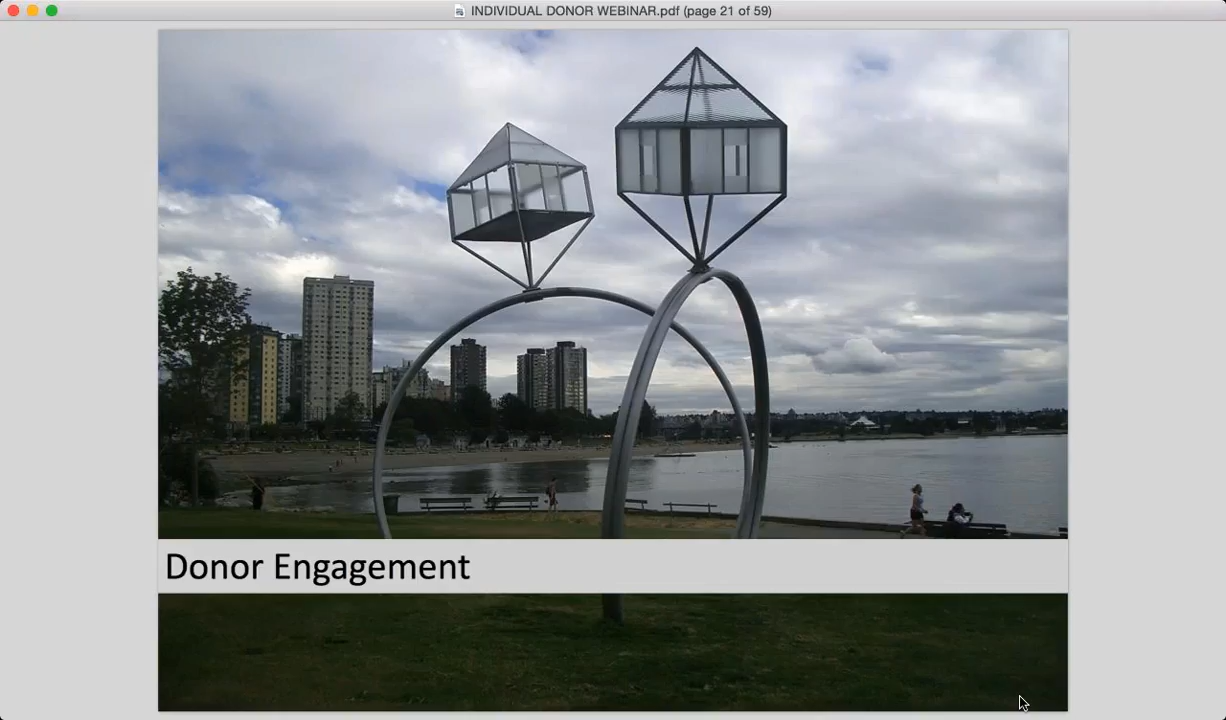 INDIVIDUAL DONOR WEBINAR.pdf (page 21 of 59)
Donor Engagement